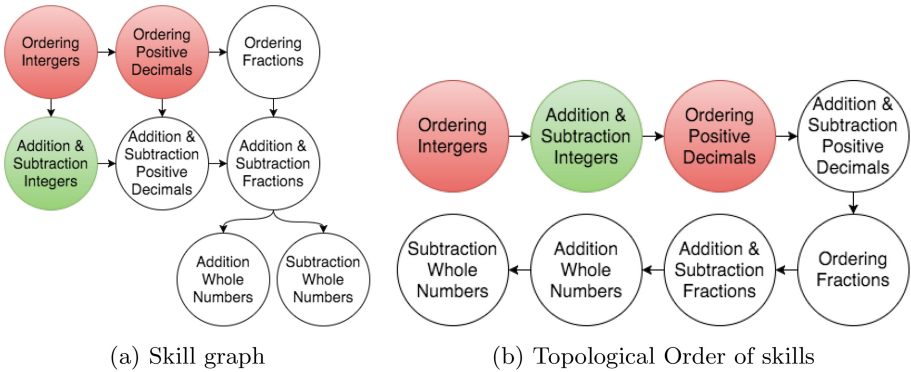 Ordering
Intergers
Ordering
Positive
Decimals
Ordering
Fractions
Addition &
Subtraction
Integers
Addition &
Subtraction
Positive
Decimals
Addition &
Subtraction
Fractions
Addition
Whole
Numbers
Subtraction
Whole
Numbers
(a) Skill graph
Ordering
Intergers
Addition &
Subtraction
Integers
Ordering
Positive
Decimals
Addition &
Subtraction
Positive
Decimals
Subtraction
Whole
Numbers
Addition
Whole
Numbers
Addition &
Subtraction
Fractions
Ordering
Fractions
(b) Topological Order of skills